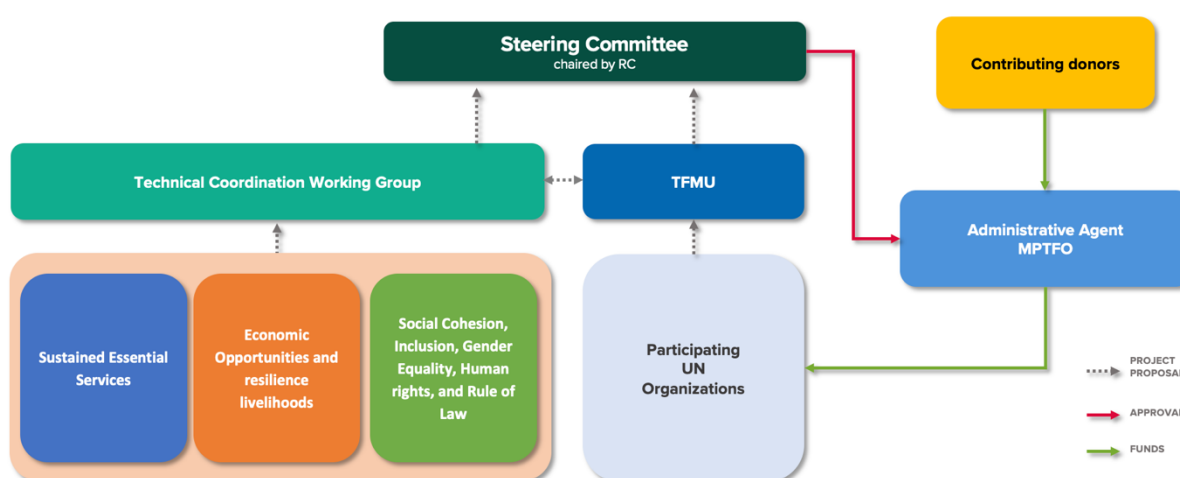 Steering Committee
chaired by RC
Contributing donors
Technical Coordination Working Group
TFMU
Administrative Agent
MPTFO
Sustained Essential
Services
Economic
Opportunities and
resilience
livelihoods
Social Cohesion,
Inclusion, Gender
Equality, Human
rights, and Rule of
Law
Participating
UN
Organizations
PROJECT
PROPOSA
APPROVA
FUNDS